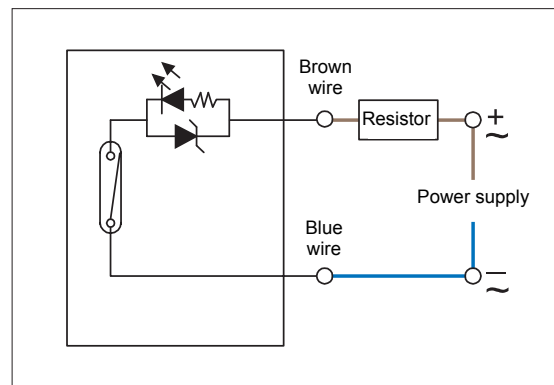 Brown
wire
Resistor
+
~
Power supply
Blue
wire
—
~